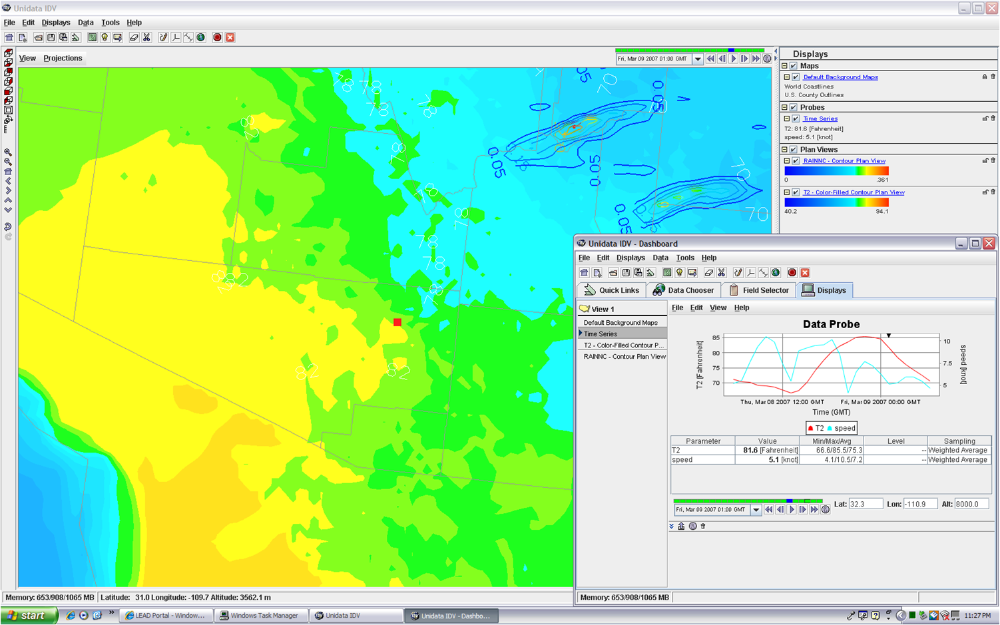 Unidata IDV
File Edit Displays Data Tools Help
View Projections
Fri, Mar 09 2007 01:00 GMT
Displays
Maps
Default Background Maps
World Coastlines
U.S. County Outlines
Probes
Time Series
T2: 81.6 [Fahrenheit]
speed: 5.1 [knot]
Plan Views
RAINNC - Contour Plan View
0 .361
T2 - Color-Filled Contour Plan View
40.2 94.1
78 78 78 78 0.05 70 0.05 70
78 78 0.05 0.05 70
78 78 0.05 70
78
78
78 82 78
82 82
Unidata IDV - Dashboard
File Edit Displays Data Tools Help
Quick Links Data Chooser Field Selector Displays
View 1
Default Background Maps
Time Series
T2 - Color-Filled Contour P...
RAINNC - Contour Plan View
File Edit View Help
Data Probe
T2 [Fahrenheit]
85
80
75
70
10
7.5
5
speed [knot]
Thu, Mar 08 2007 12:00 GMT Fri, Mar 09 2007 00:00 GMT
Time (GMT)
T2 speed
Parameter Value Min/Max/Avg Level Sampling
T2 81.6 [Fahrenheit] 66.6/85.5/75.3 -- Weighted Average
speed 5.1 [knot] 4.1/10.5/7.2 -- Weighted Average
Fri, Mar 09 2007 01:00 GMT Lat: 32.3 Lon: -110.9 Alt: 8000.0
Memory: 653/908/1065 MB
Memory: 653/908/1065 MB Latitude: 31.0 Longitude: -109.7 Altitude: 3562.1 m
start LEAD Portal - Window... Windows Task Manager Unidata IDV Unidata IDV - Dashbo... 11:27 PM